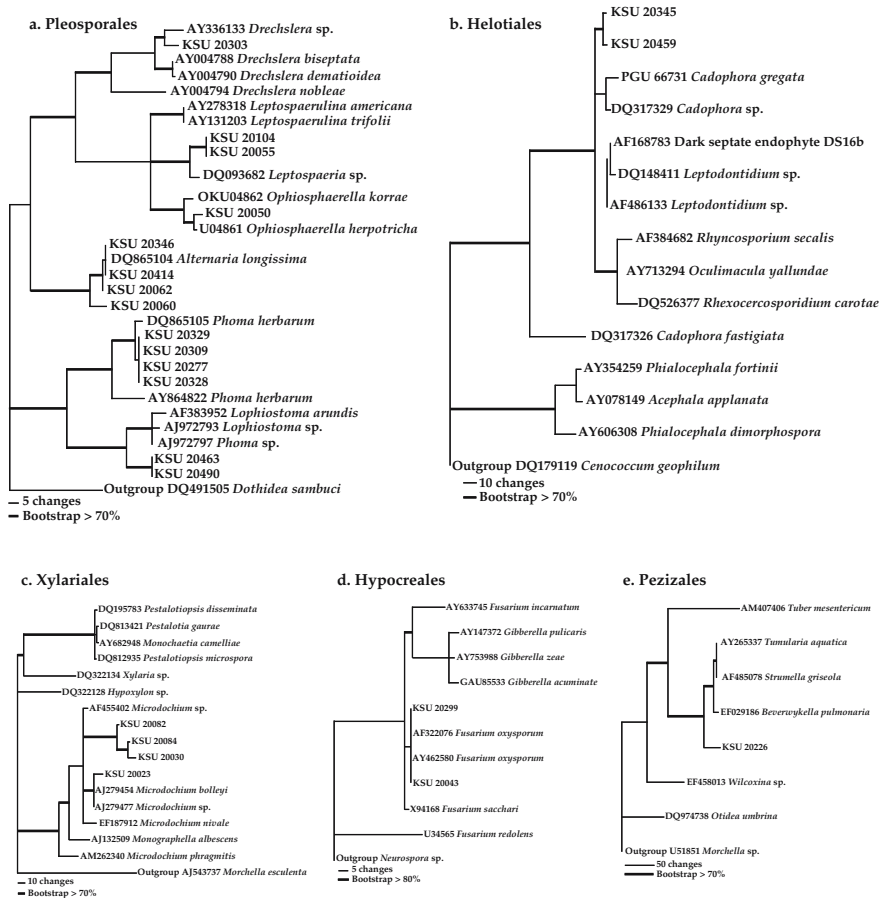 a. Pleosporales
AY336133 Drechslera sp.
KSU 20303
AY004788 Drechslera biseptata
AY004790 Drechslera dematioidea
AY004794 Drechslera nobleae
AY278318 Leptospaerulina americana
AY131203 Leptospaerulina trifolii
KSU 20104
KSU 20055
DQ093682 Leptospaeria sp.
OKU04862 Ophiosphaerella korrae
KSU 20050
U04861 Ophiosphaerella herpotricha
KSU 20346
DQ865104 Alternaria longissima
KSU 20414
KSU 20062
KSU 20060
DQ865105 Phoma herbarum
KSU 20329
KSU 20309
KSU 20277
KSU 20328
AY864822 Phoma herbarum
AF383952 Lophiostoma arundis
AJ972793 Lophiostoma sp.
AJ972797 Phoma sp.
KSU 20463
KSU 20490
Outgroup DQ491505 Dothidea sambuci
5 changes
Bootstrap > 70%
b. Helotiales
KSU 20345
KSU 20459
PGU 66731 Cadophora gregata
DQ317329 Cadophora sp.
AF168783 Dark septate endophyte DS16b
DQ148411 Leptodontidium sp.
AF486133 Leptodontidium sp.
AF384682 Rhyncosporium secalis
AY713294 Oculimacula yallundae
DQ526377 Rhexocercosporidium carotae
DQ317326 Cadophora fastigiata
AY354259 Phialocephala fortinii
AY078149 Acephala applanata
AY606308 Phialocephala dimorphospora
Outgroup DQ179119 Cenococcum geophilum
10 changes
Bootstrap > 70%
c. Xylariales
DQ195783 Pestalotiopsis disseminata
DQ813421 Pestalotia gaurae
AY682948 Monochaetia camelliae
DQ812935 Pestalotiopsis microspora
DQ322134 Xylaria sp.
DQ322128 Hypoxylon sp.
AF455402 Microdochium sp.
KSU 20082
KSU 20084
KSU 20030
KSU 20023
AJ279454 Microdochium bolleyi
AJ279477 Microdochium sp.
EF187912 Microdochium nivale
AJ132509 Monographella albescens
AM262340 Microdochium phragmitis
Outgroup AJ543737 Morchella esculenta
10 changes
Bootstrap > 70%
d. Hypocreales
AY633745 Fusarium incarnatum
AY147372 Gibberella pulicaris
AY753988 Gibberella zeae
GAU85533 Gibberella acuminate
KSU 20299
AF322076 Fusarium oxysporum
AY462580 Fusarium oxysporum
KSU 20043
X94168 Fusarium sacchari
U34565 Fusarium redolens
Outgroup Neurospora sp.
5 changes
Bootstrap > 80%
e. Pezizales
AM407406 Tuber mesentericum
AY265337 Tumularia aquatica
AF485078 Strumella griseola
EF029186 Beverwykella pulmonaria
KSU 20226
EF458013 Wilcoxina sp.
DQ974738 Otidea umbrina
Outgroup U51851 Morchella sp.
50 changes
Bootstrap > 70%